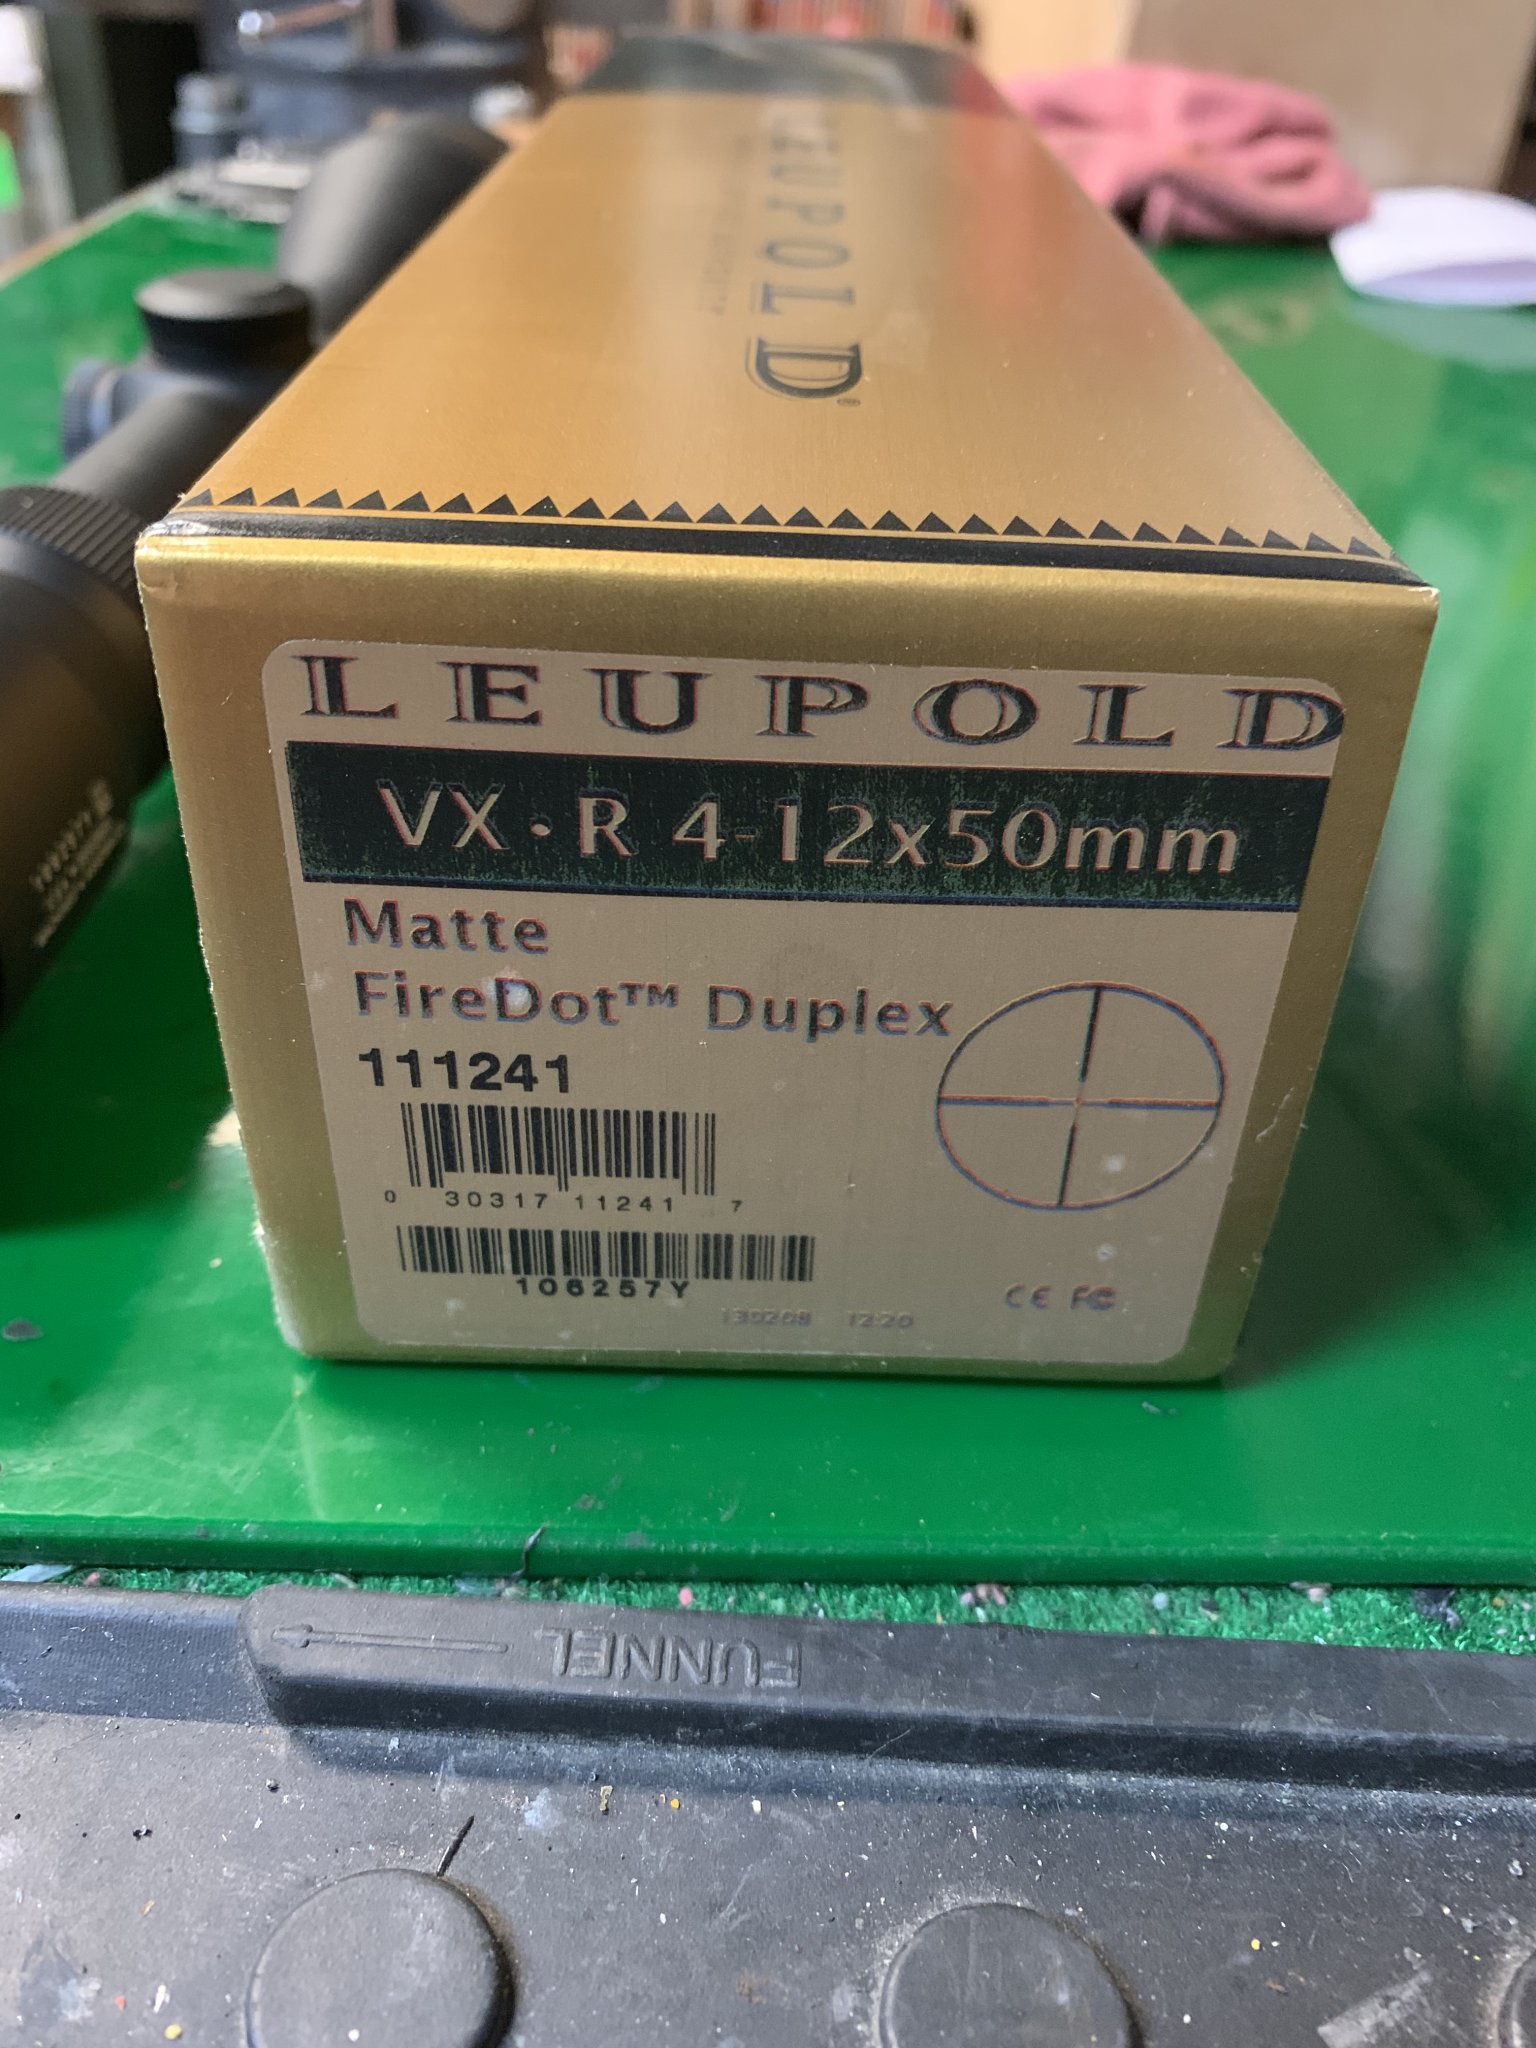 LEUPOLD®
LEUPOLD
VX·R 4-12x50mm
Matte
FireDot™ Duplex
111241
0 30317 11241 7
106257Y
130208 12:20
CE FC
FUNNEL